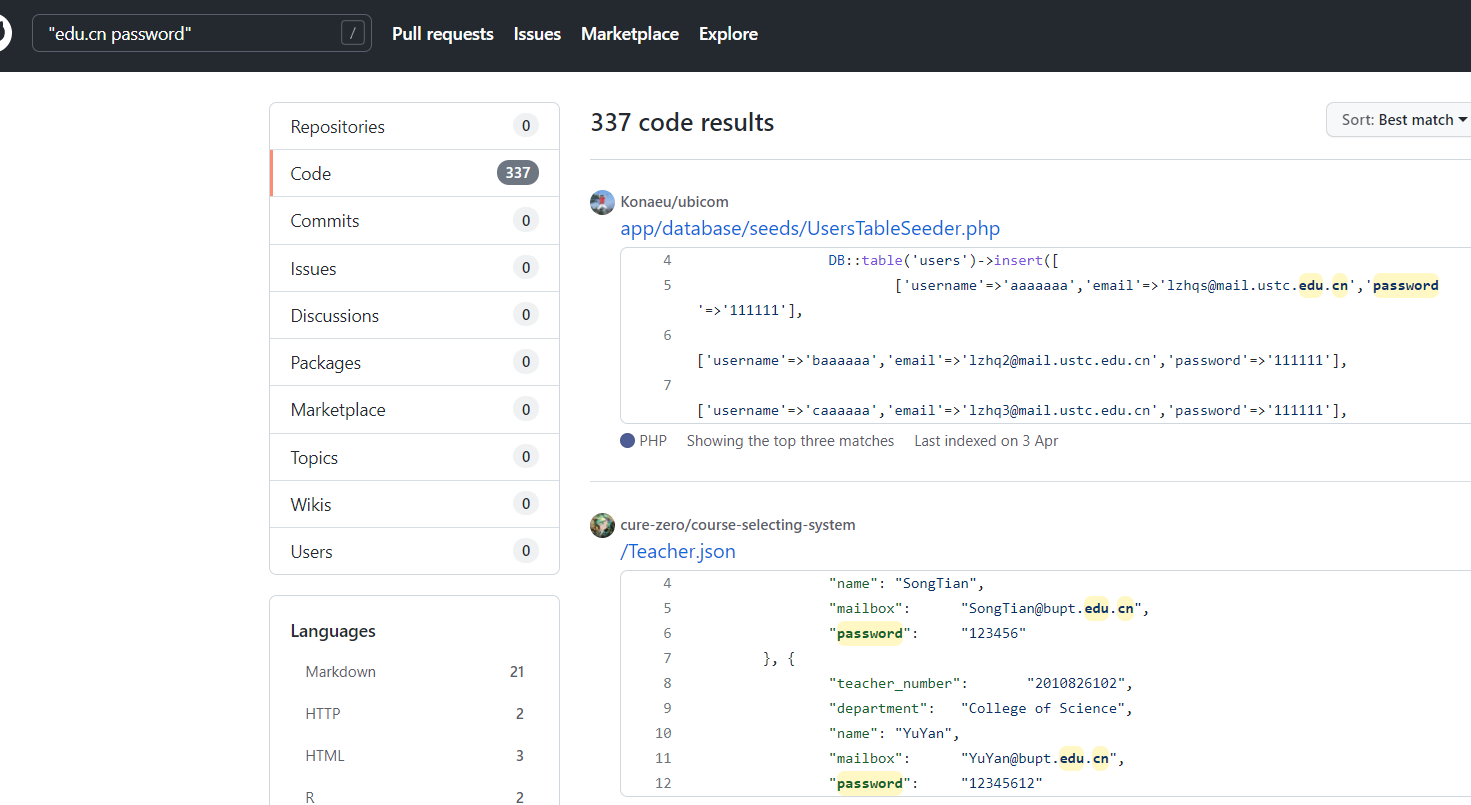 "edu.cn password" / Pull requests Issues Marketplace Explore
Repositories 0
Code 337
Commits 0
Issues 0
Discussions 0
Packages 0
Marketplace 0
Topics 0
Wikis 0
Users 0
Languages
Markdown 21
HTTP 2
HTML 3
R 2
337 code results
Sort: Best match
Konaeu/ubicom
app/database/seeds/UsersTableSeeder.php
4 DB::table('users')->insert([
5 ['username'=>'aaaaaaa','email'=>'lzhqs@mail.ustc.edu.cn','password
'=>'111111'],
6
['username'=>'baaaaaa','email'=>'lzhq2@mail.ustc.edu.cn','password'=>'111111'],
7
['username'=>'caaaaaa','email'=>'lzhq3@mail.ustc.edu.cn','password'=>'111111'],
PHP Showing the top three matches Last indexed on 3 Apr
cure-zero/course-selecting-system
/Teacher.json
4 "name": "SongTian",
5 "mailbox": "SongTian@bupt.edu.cn",
6 "password": "123456"
7 }, {
8 "teacher_number": "2010826102",
9 "department": "College of Science",
10 "name": "YuYan",
11 "mailbox": "YuYan@bupt.edu.cn",
12 "password": "12345612"